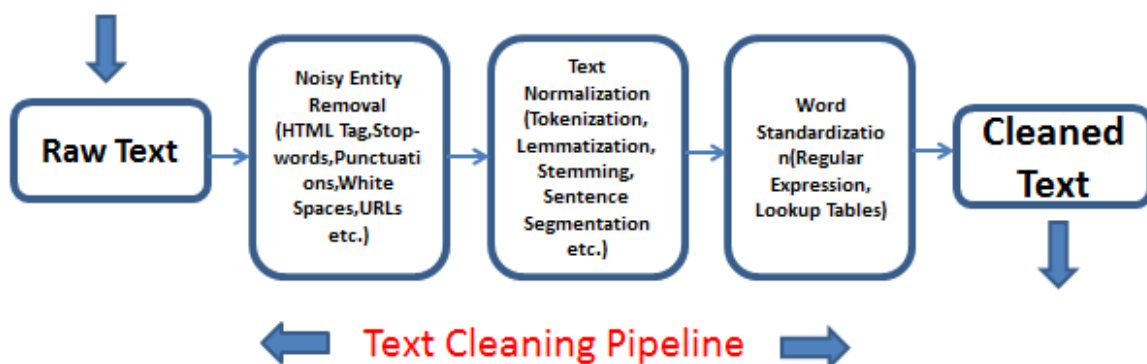 Raw Text
Noisy Entity
Removal
(HTML Tag,Stop-
words,Punctuati
ons,White
Spaces,URLs
etc.)
Text
Normalization
(Tokenization,
Lemmatization,
Stemming,
Sentence
Segmentation
etc.)
Word
Standardizatio
n(Regular
Expression,
Lookup Tables)
Cleaned
Text
Text Cleaning Pipeline